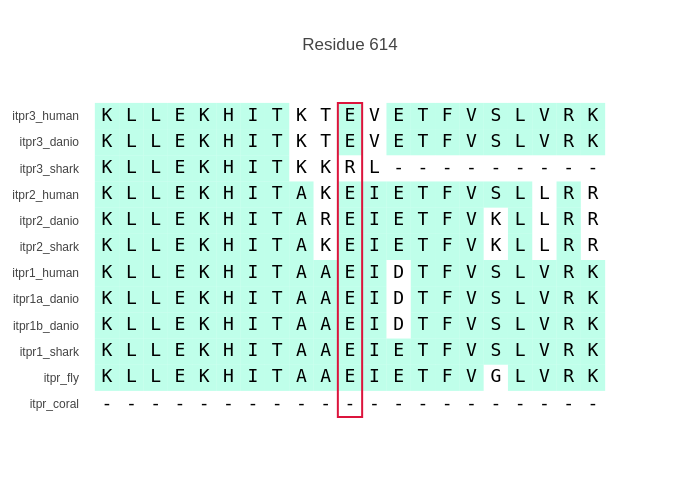 Residue 614
itpr3_human K L L E K H I T K T E V E T F V S L V R K
itpr3_danio K L L E K H I T K T E V E T F V S L V R K
itpr3_shark K L L E K H I T K K R L - - - - - - - - -
itpr2_human K L L E K H I T A K E I E T F V S L L R R
itpr2_danio K L L E K H I T A R E I E T F V K L L R R
itpr2_shark K L L E K H I T A K E I E T F V K L L R R
itpr1_human K L L E K H I T A A E I D T F V S L V R K
itpr1a_danio K L L E K H I T A A E I D T F V S L V R K
itpr1b_danio K L L E K H I T A A E I D T F V S L V R K
itpr1_shark K L L E K H I T A A E I E T F V S L V R K
itpr_fly K L L E K H I T A A E I E T F V G L V R K
itpr_coral - - - - - - - - - - - - - - - - - - - - -